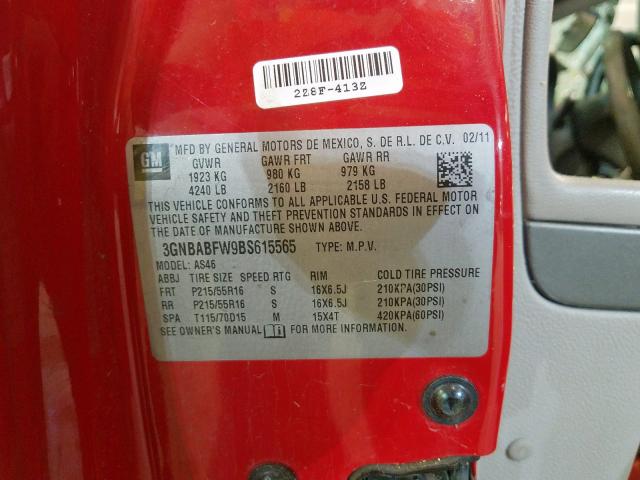 2Z8F-413Z
GM
MFD BY GENERAL MOTORS DE MEXICO, S. DE R.L. DE C.V. 02/11
GVWR GAWR FRT GAWR RR
1923 KG 980 KG 979 KG
4240 LB 2160 LB 2158 LB
THIS VEHICLE CONFORMS TO ALL APPLICABLE U.S. FEDERAL MOTOR
VEHICLE SAFETY AND THEFT PREVENTION STANDARDS IN EFFECT ON
THE DATE OF MANUFACTURE SHOWN ABOVE.
3GNBABFW9BS615565 TYPE: M.P.V.
MODEL: AS46
ABBJ TIRE SIZE SPEED RTG RIM COLD TIRE PRESSURE
FRT P215/55R16 S 16X6.5J 210KPA(30PSI)
RR P215/55R16 S 16X6.5J 210KPA(30PSI)
SPA T115/70D15 M 15X4T 420KPA(60PSI)
SEE OWNER'S MANUAL FOR MORE INFORMATION